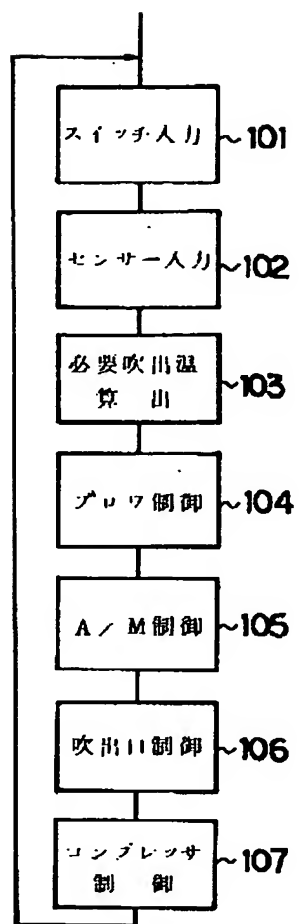 スイッチ入力 101
センサー入力 102
必要吹出温
算出 103
ブロワ制御 104
A/M制御 105
吹出口制御 106
コンプレッサ
制御 107